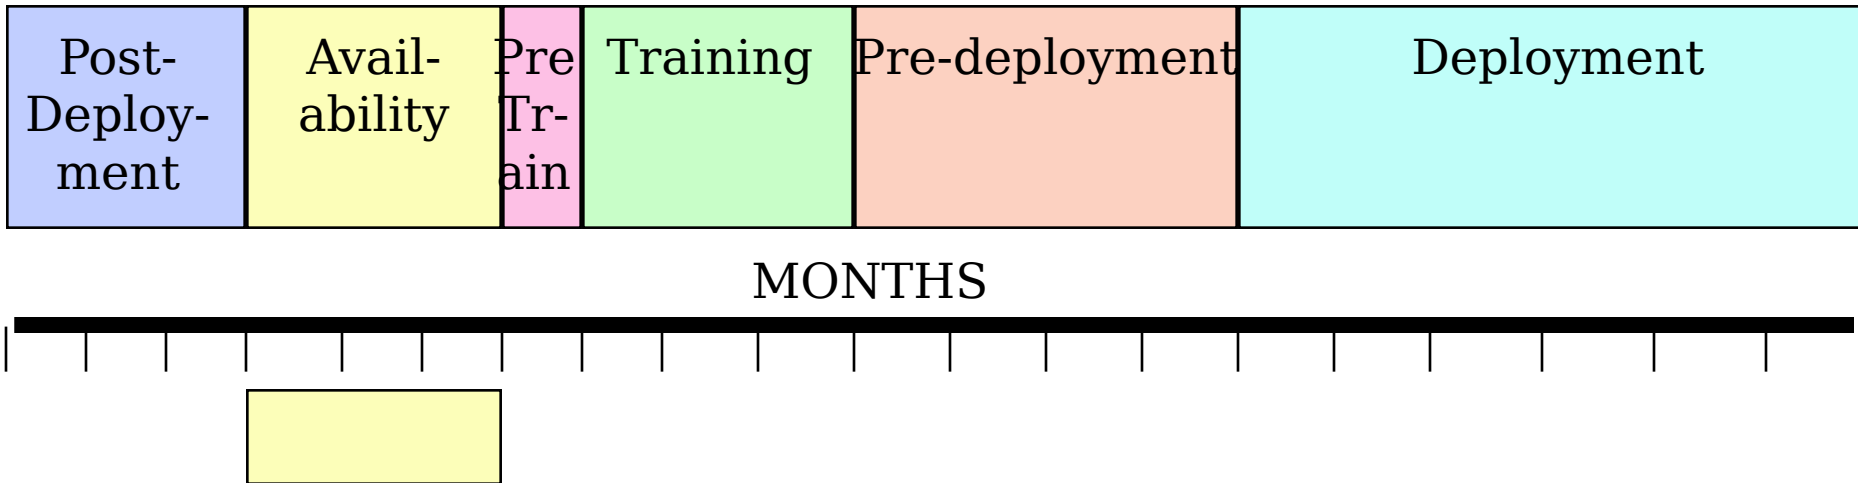 Post-
Deploy-
ment
Avail-
ability
Pre
Tr-
ain
Training
Pre-deployment
Deployment
MONTHS